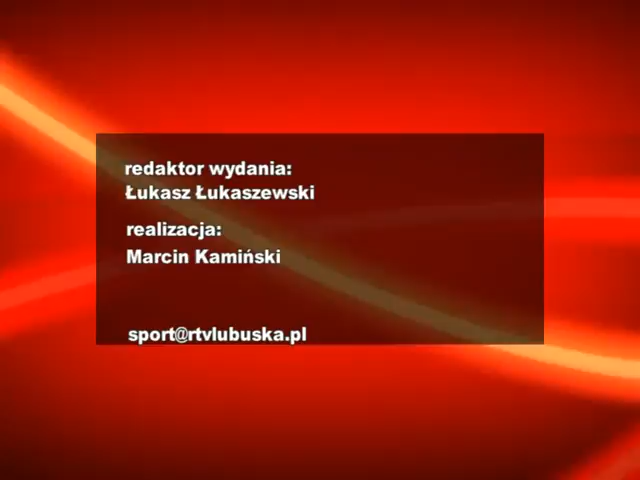 redaktor wydania:
Łukasz Łukaszewski
realizacja:
Marcin Kamiński
sport@rtvlubuska.pl